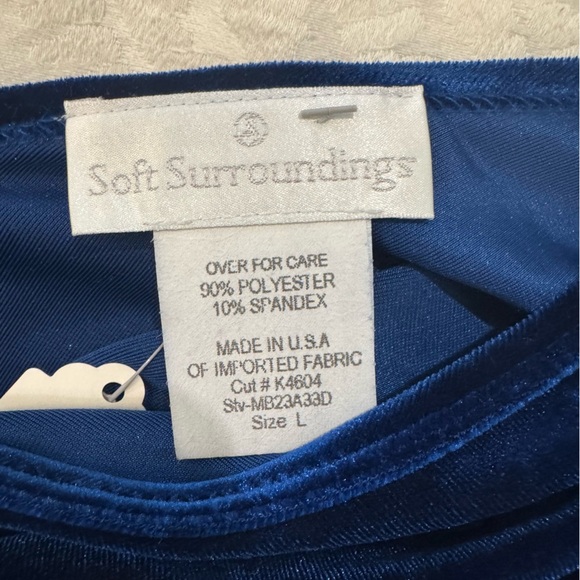 Soft Surroundings
OVER FOR CARE
90% POLYESTER
10% SPANDEX
MADE IN U.S.A
OF IMPORTED FABRIC
Cut # K4604
Sty-MB23A33D
Size L